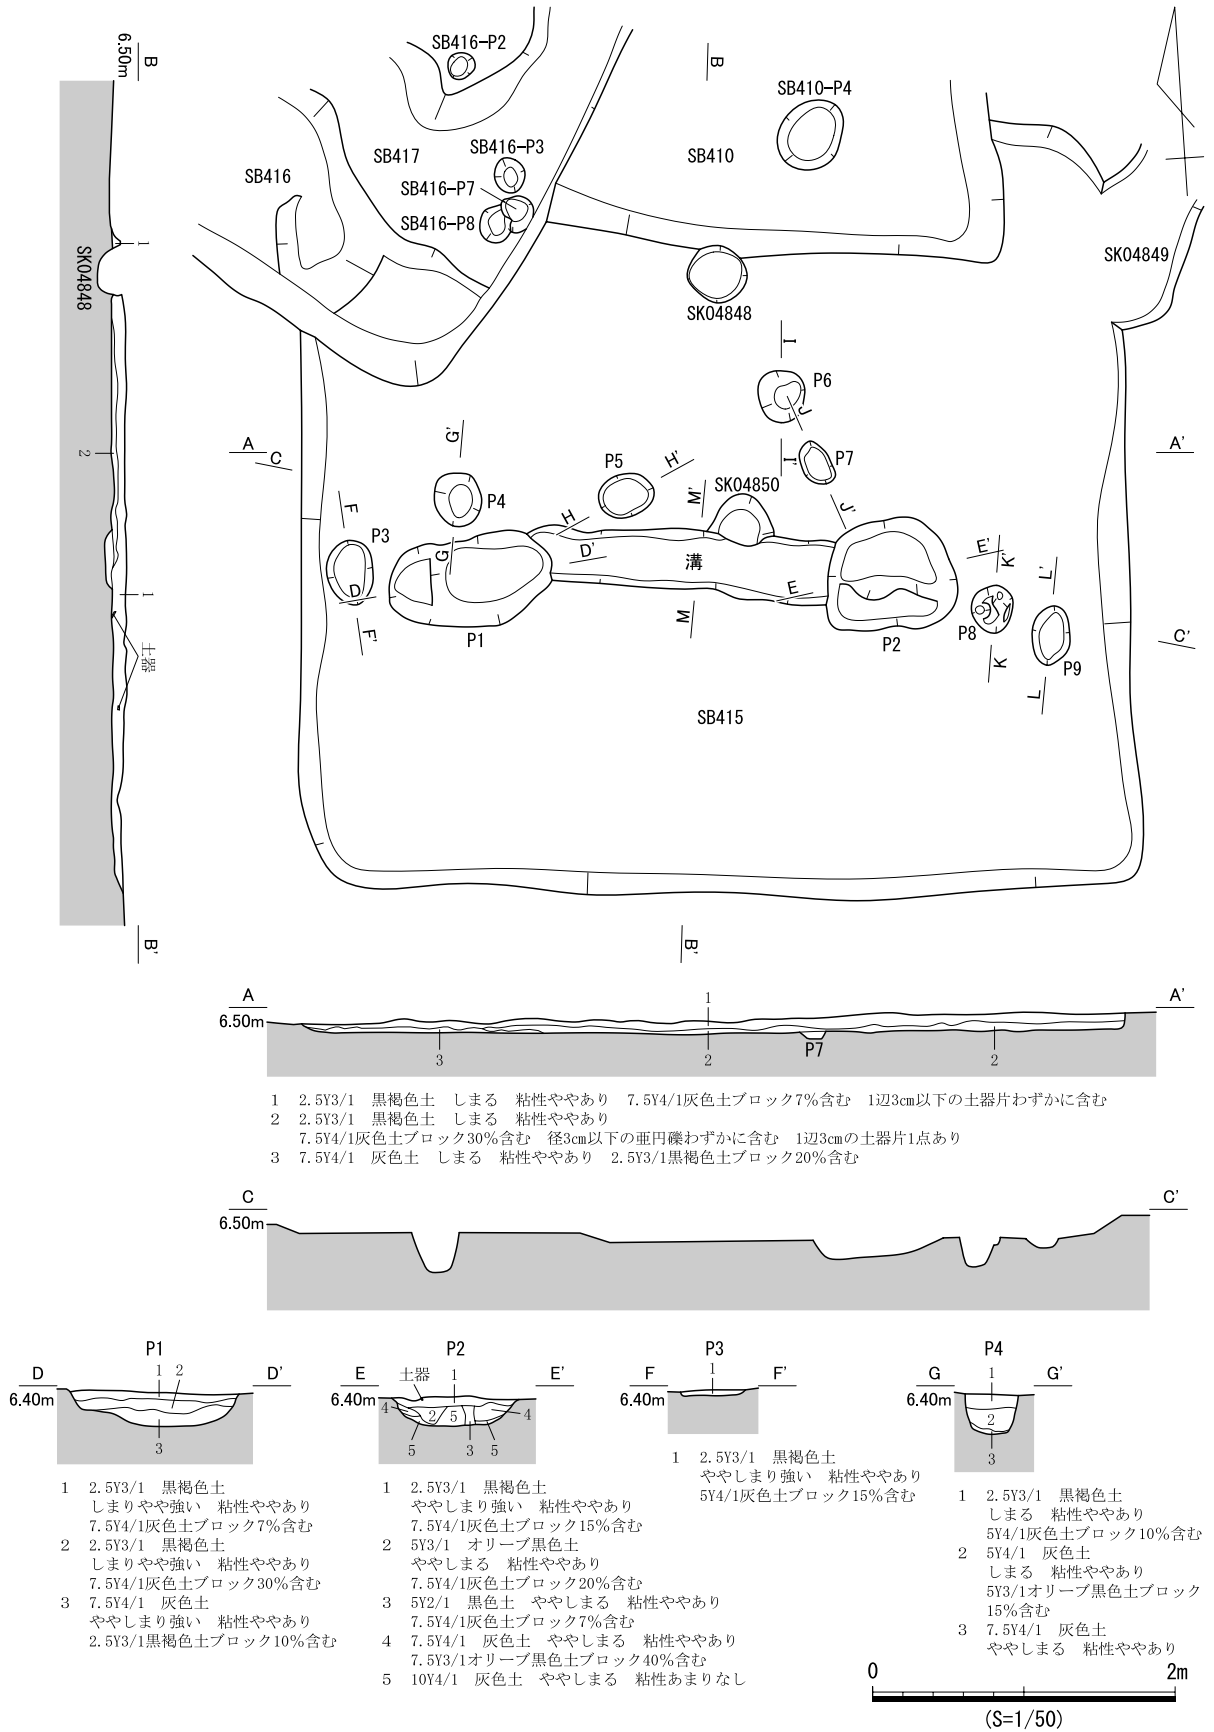 B
6.50m
SK04848
1
2
1
土器
B'
SB416-P2
B
SB410-P4
SB417
SB416-P3
SB410
SB416
SB416-P7
SB416-P8
SK04849
SK04848
I
P6
J
A
C
G'
P5
H'
I'
P7
A'
M'
SK04850
F
P4
J'
P3
H
G
D'
溝
E'
K'
L'
D
E
F'
P1
M
P2
P8
K
P9
C'
L
SB415
B'
A
1
A'
6.50m
3
2
P7
2
1 2.5Y3/1 黒褐色土 しまる 粘性ややあり 7.5Y4/1灰色土ブロック7%含む 1辺3cm以下の土器片わずかに含む
2 2.5Y3/1 黒褐色土 しまる 粘性ややあり
7.5Y4/1灰色土ブロック30%含む 径3cm以下の亜円礫わずかに含む 1辺3cmの土器片1点あり
3 7.5Y4/1 灰色土 しまる 粘性ややあり 2.5Y3/1黒褐色土ブロック20%含む
C
C'
6.50m
P1
D
1 2
D'
6.40m
3
1 2.5Y3/1 黒褐色土
しまりやや強い 粘性ややあり
7.5Y4/1灰色土ブロック7%含む
2 2.5Y3/1 黒褐色土
しまりやや強い 粘性ややあり
7.5Y4/1灰色土ブロック30%含む
3 7.5Y4/1 灰色土
ややしまり強い 粘性ややあり
2.5Y3/1黒褐色土ブロック10%含む
P2
E
土器
1
E'
6.40m
4
2
5
4
5
3
5
1 2.5Y3/1 黒褐色土
ややしまり強い 粘性ややあり
7.5Y4/1灰色土ブロック15%含む
2 5Y3/1 オリーブ黒色土
ややしまる 粘性ややあり
7.5Y4/1灰色土ブロック20%含む
3 5Y2/1 黒色土 ややしまる 粘性ややあり
7.5Y4/1灰色土ブロック7%含む
4 7.5Y4/1 灰色土 ややしまる 粘性ややあり
7.5Y3/1オリーブ黒色土ブロック40%含む
5 10Y4/1 灰色土 ややしまる 粘性あまりなし
P3
F
1
F'
6.40m
1 2.5Y3/1 黒褐色土
ややしまり強い 粘性ややあり
5Y4/1灰色土ブロック15%含む
P4
G
1
G'
6.40m
2
3
1 2.5Y3/1 黒褐色土
しまる 粘性ややあり
5Y4/1灰色土ブロック10%含む
2 5Y4/1 灰色土
しまる 粘性ややあり
5Y3/1オリーブ黒色土ブロック
15%含む
3 7.5Y4/1 灰色土
ややしまる 粘性ややあり
0
2m
(S=1/50)